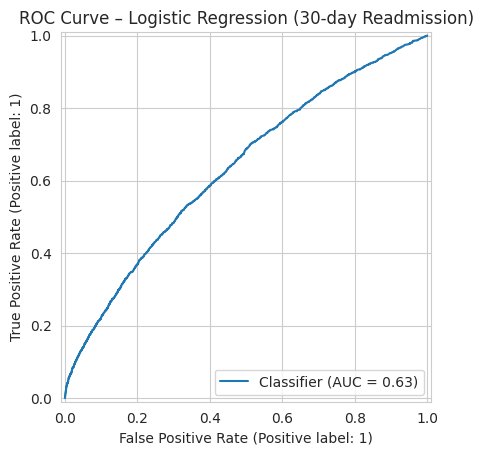 ROC Curve – Logistic Regression (30-day Readmission)
True Positive Rate (Positive label: 1)
1.0
0.8
0.6
0.4
0.2
0.0
Classifier (AUC = 0.63)
0.0 0.2 0.4 0.6 0.8 1.0
False Positive Rate (Positive label: 1)